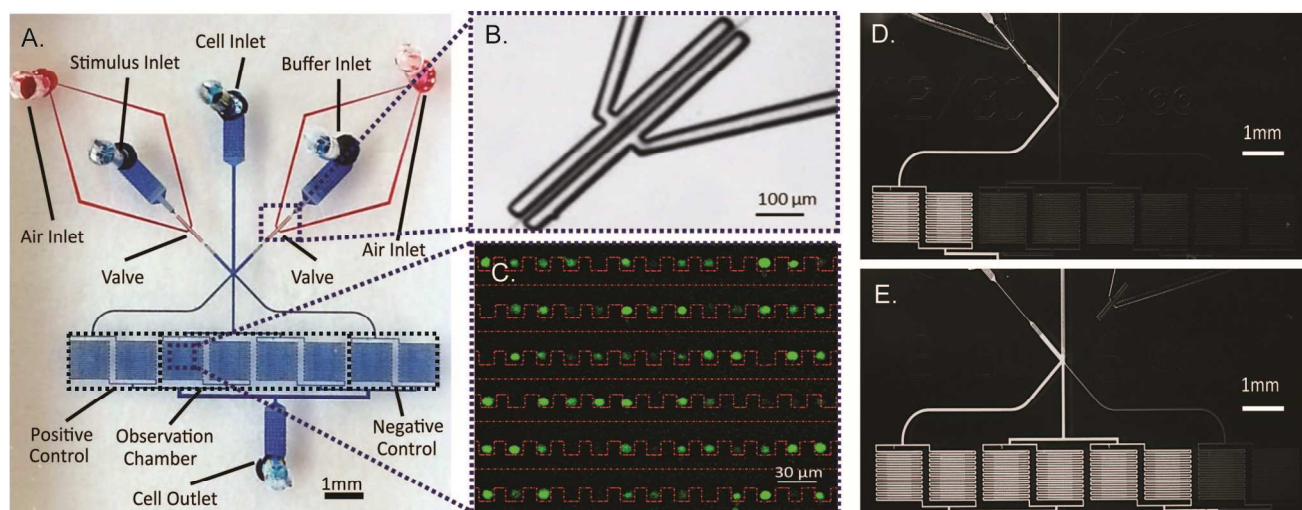 A.
Cell Inlet
Stimulus Inlet
Buffer Inlet
Air Inlet
Valve
Valve
Air Inlet
Positive
Control
Observation
Chamber
Negative
Control
Cell Outlet
1mm
B.
100 µm
C.
30 µm
D.
1mm
E.
1mm